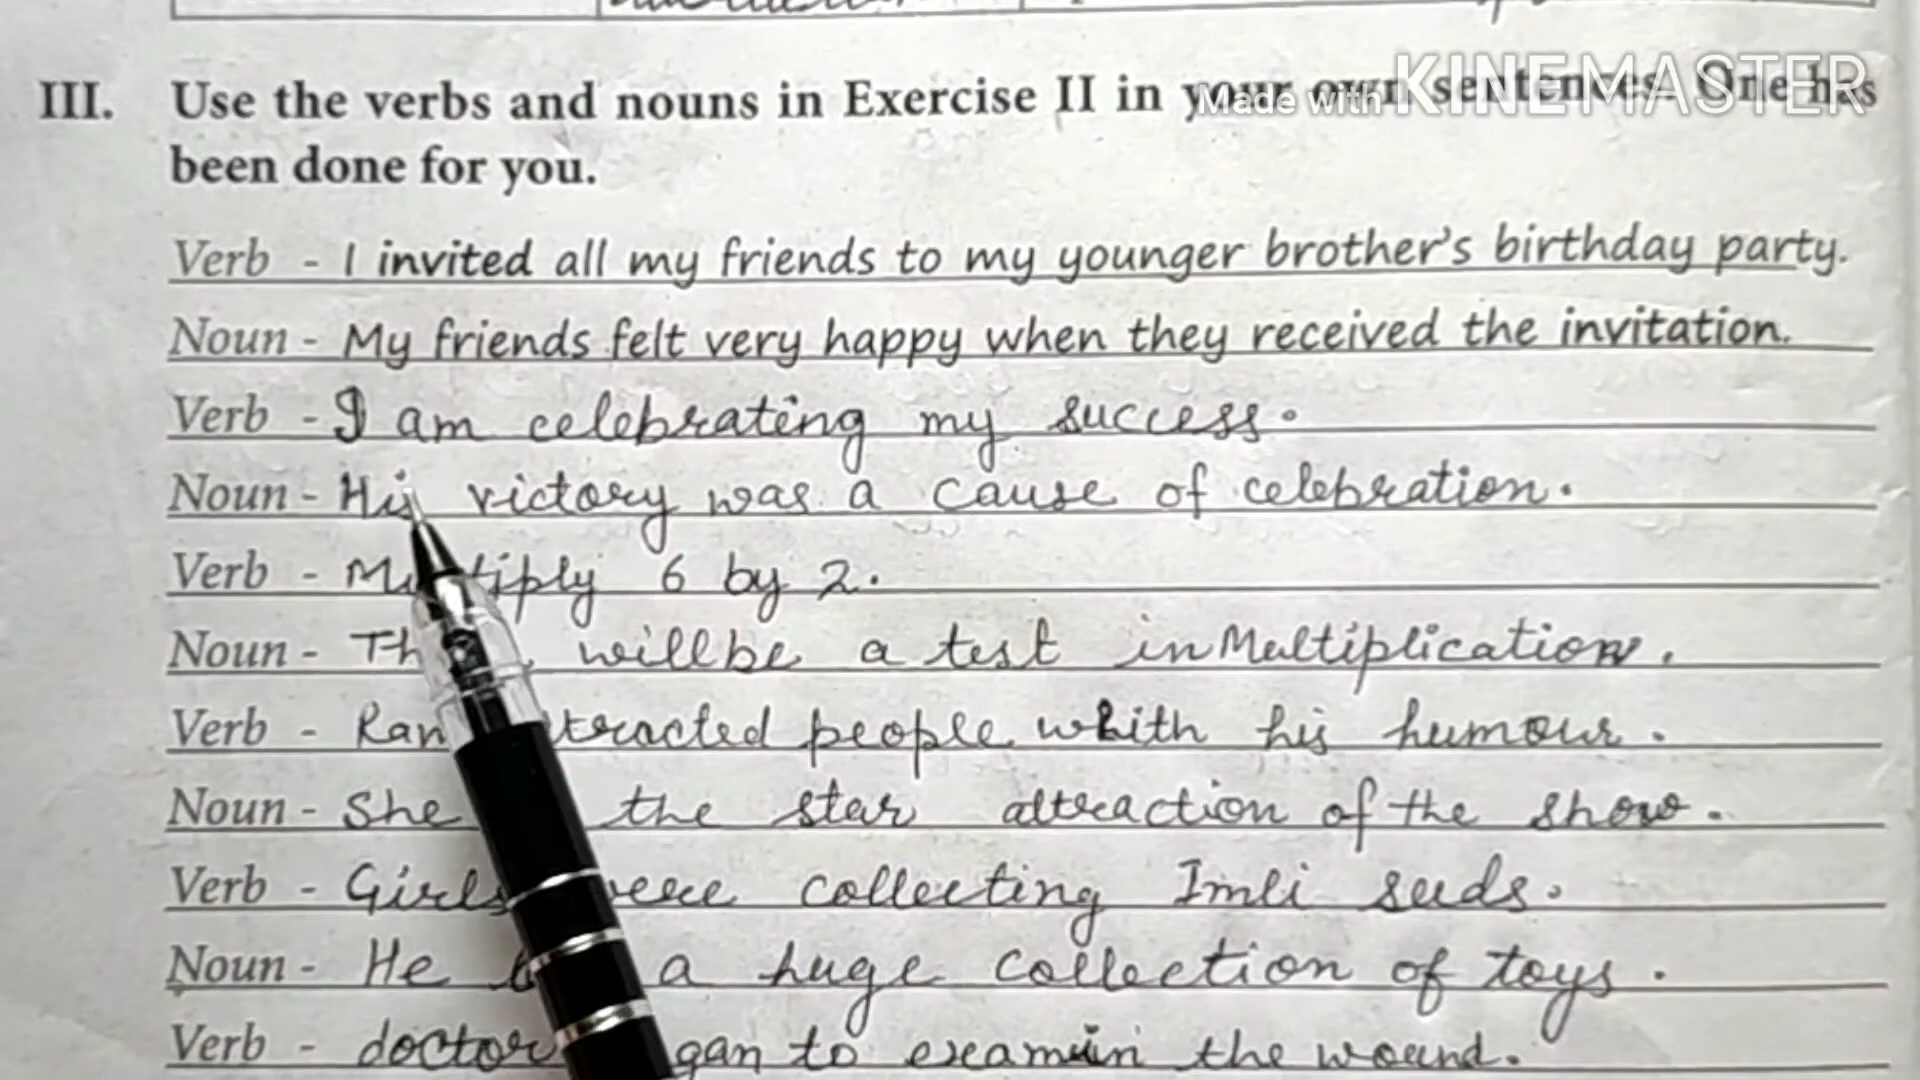 III. Use the verbs and nouns in Exercise II in your own sentences. One has
Made with KINEMASTER
been done for you.
Verb - I invited all my friends to my younger brother's birthday party.
Noun - My friends felt very happy when they received the invitation.
Verb - I am celebrating my success.
Noun - His victory was a cause of celebration.
Verb - Multiply 6 by 2.
Noun - will be a test in Multiplication.
Verb - people whith his humour.
Noun - She the star attraction of the show.
Verb - Girls were collecting Imli seeds.
Noun - He a huge collection of toys.
Verb - doctor to examin the wound.